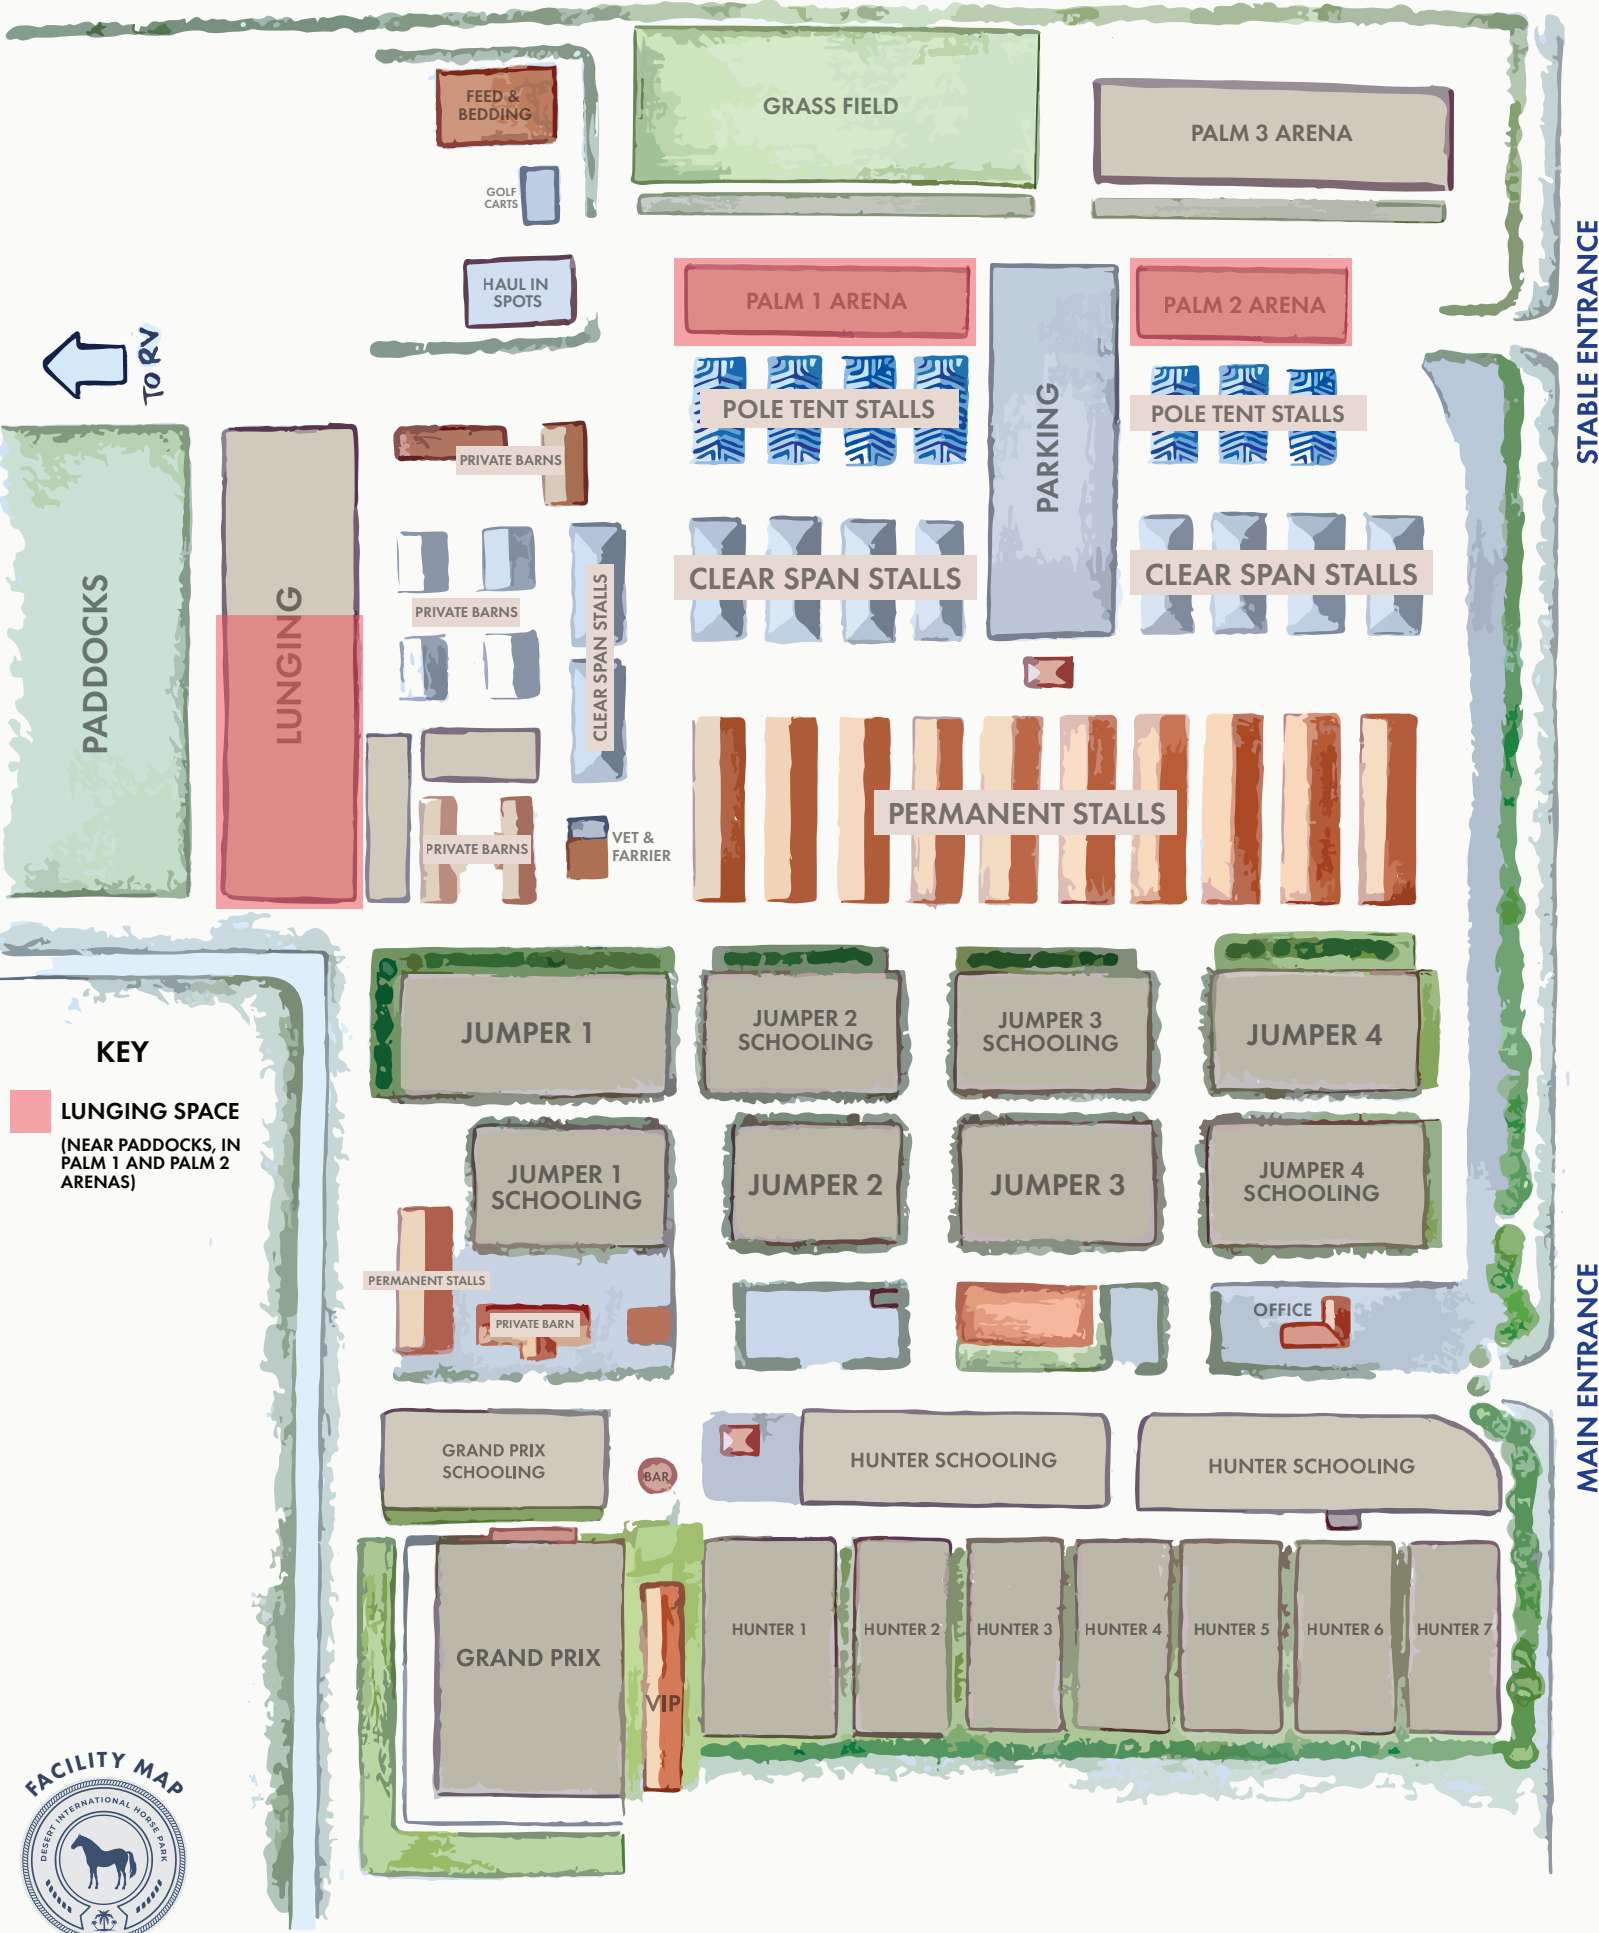 FEED &
BEDDING
GRASS FIELD
PALM 3 ARENA
GOLF
CARTS
HAUL IN
SPOTS
PALM 1 ARENA
PALM 2 ARENA
STABLE ENTRANCE
TO RV
POLE TENT STALLS
POLE TENT STALLS
PARKING
PRIVATE BARNS
CLEAR SPAN STALLS
CLEAR SPAN STALLS
PADDOCKS
LUNGING
PRIVATE BARNS
CLEAR SPAN STALLS
PERMANENT STALLS
PRIVATE BARNS
VET &
FARRIER
JUMPER 1
JUMPER 2
SCHOOLING
JUMPER 3
SCHOOLING
JUMPER 4
KEY
LUNGING SPACE
(NEAR PADDOCKS, IN
PALM 1 AND PALM 2
ARENAS)
JUMPER 1
SCHOOLING
JUMPER 2
JUMPER 3
JUMPER 4
SCHOOLING
PERMANENT STALLS
PRIVATE BARN
OFFICE
MAIN ENTRANCE
GRAND PRIX
SCHOOLING
BAR
HUNTER SCHOOLING
HUNTER SCHOOLING
GRAND PRIX
VIP
HUNTER 1
HUNTER 2
HUNTER 3
HUNTER 4
HUNTER 5
HUNTER 6
HUNTER 7
FACILITY MAP
DESERT INTERNATIONAL HORSE PARK